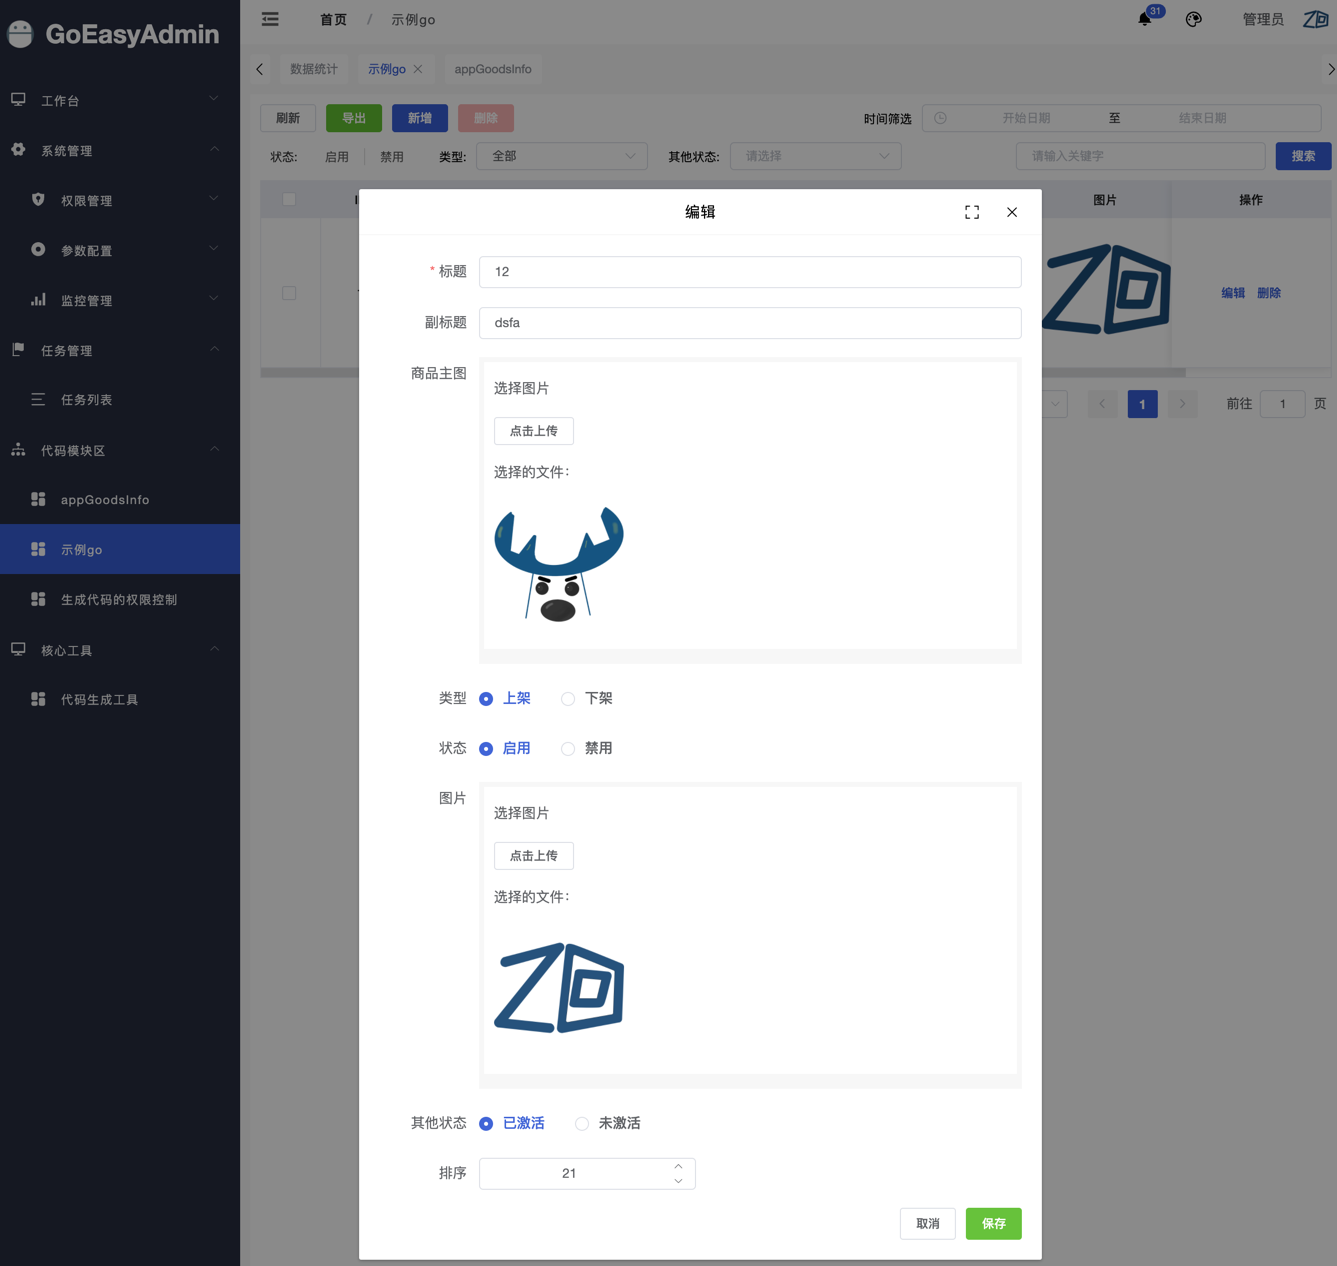 GoEasyAdmin
首页 / 示例go
31
管理员
工作台
系统管理
权限管理
参数配置
监控管理
任务管理
任务列表
代码模块区
appGoodsInfo
示例go
生成代码的权限控制
核心工具
代码生成工具
数据统计
示例go
appGoodsInfo
刷新
导出
新增
删除
时间筛选
开始日期
至
结束日期
状态:
启用
禁用
类型:
全部
其他状态:
请选择
请输入关键字
搜索
图片
操作
编辑 删除
1
前往 1 页
编辑
* 标题 12
副标题 dsfa
商品主图
选择图片
点击上传
选择的文件：
类型 上架 下架
状态 启用 禁用
图片
选择图片
点击上传
选择的文件：
其他状态 已激活 未激活
排序 21
取消 保存